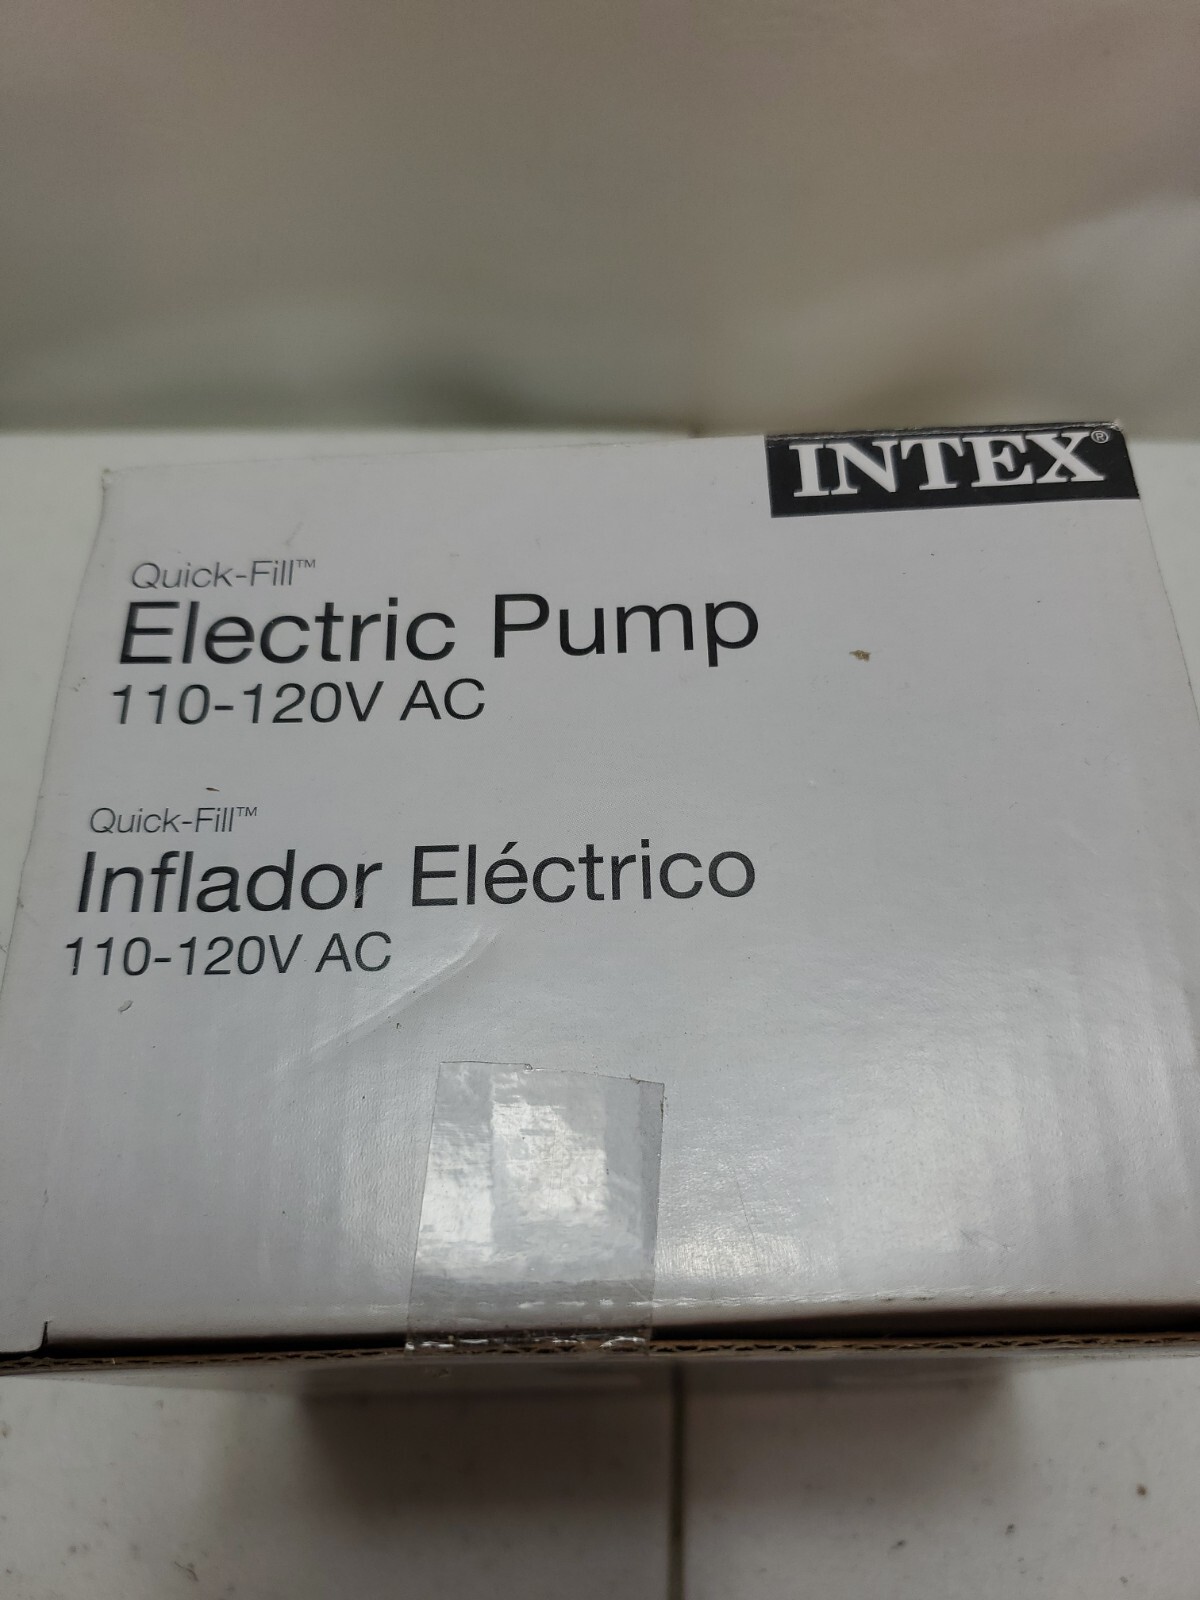 INTEX®
Quick-Fill™
Electric Pump
110-120V AC
Quick-Fill™
Inflador Eléctrico
110-120V AC